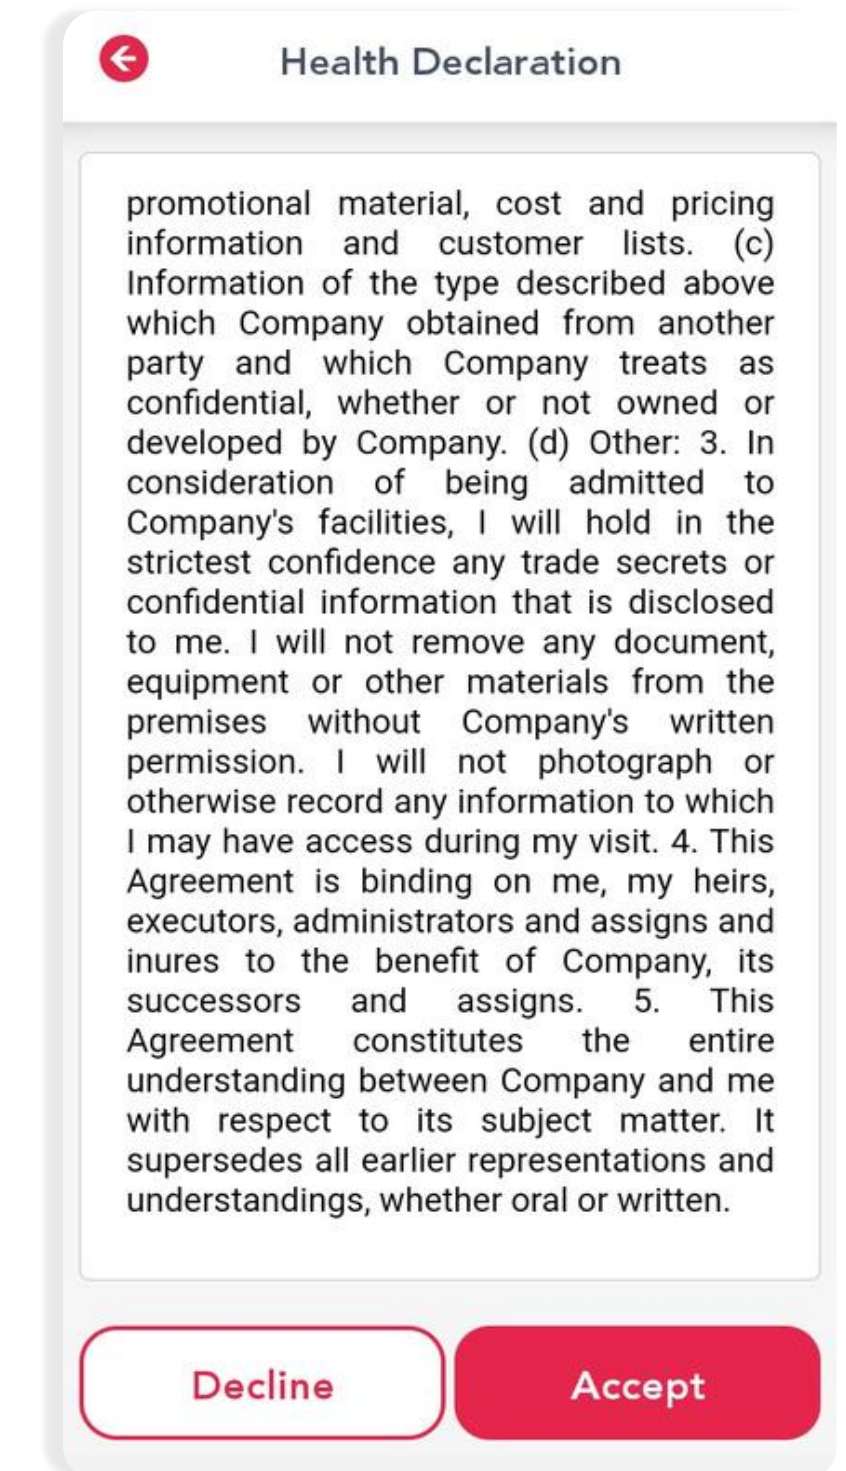 Health Declaration
promotional material, cost and pricing
information and customer lists. (c)
Information of the type described above
which Company obtained from another
party and which Company treats as
confidential, whether or not owned or
developed by Company. (d) Other: 3. In
consideration of being admitted to
Company's facilities, I will hold in the
strictest confidence any trade secrets or
confidential information that is disclosed
to me. I will not remove any document,
equipment or other materials from the
premises without Company's written
permission. I will not photograph or
otherwise record any information to which
I may have access during my visit. 4. This
Agreement is binding on me, my heirs,
executors, administrators and assigns and
inures to the benefit of Company, its
successors and assigns. 5. This
Agreement constitutes the entire
understanding between Company and me
with respect to its subject matter. It
supersedes all earlier representations and
understandings, whether oral or written.
Decline
Accept